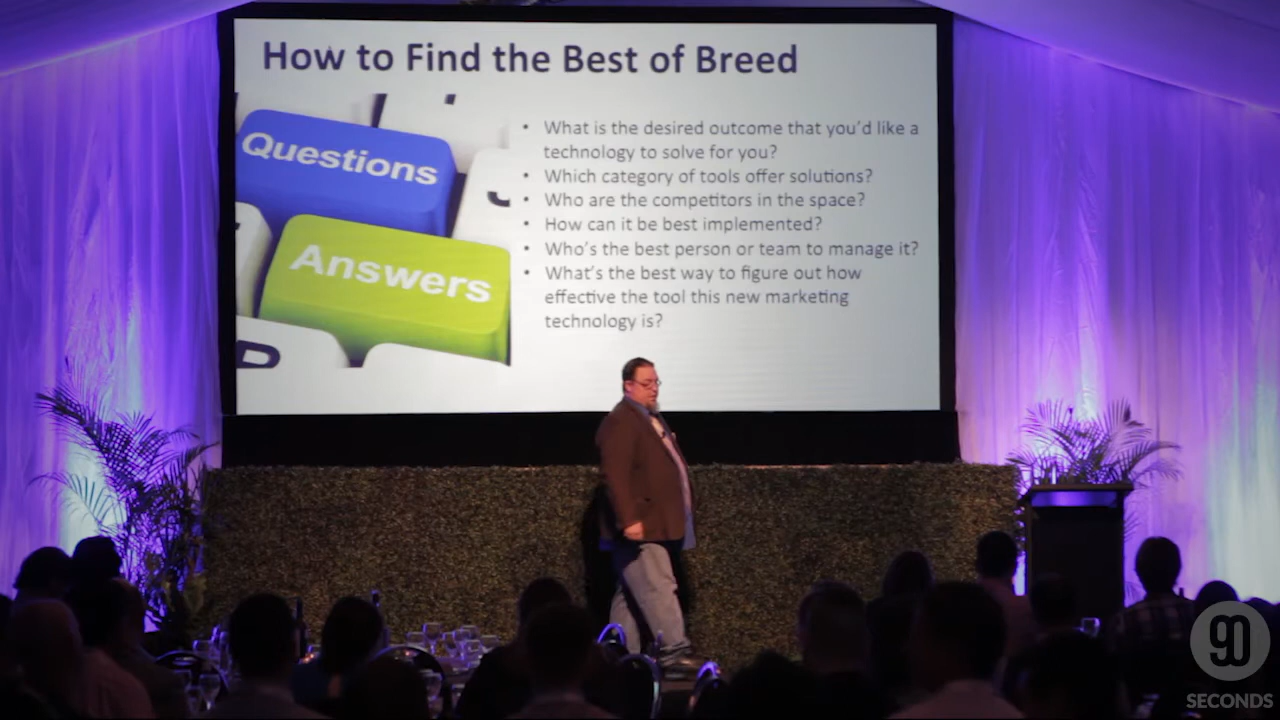 How to Find the Best of Breed
Questions
Answers
• What is the desired outcome that you'd like a
technology to solve for you?
• Which category of tools offer solutions?
• Who are the competitors in the space?
• How can it be best implemented?
• Who's the best person or team to manage it?
• What's the best way to figure out how
effective the tool this new marketing
technology is?
90
SECONDS